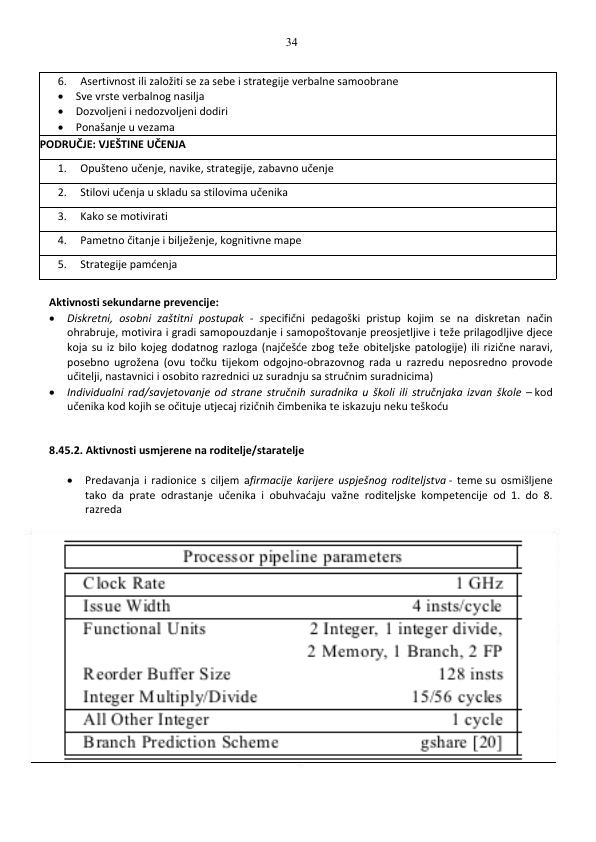 34
6. Asertivnost ili založiti se za sebe i strategije verbalne samoobrane
• Sve vrste verbalnog nasilja
• Dozvoljeni i nedozvoljeni dodiri
• Ponašanje u vezama
PODRUČJE: VJEŠTINE UČENJA
1. Opušteno učenje, navike, strategije, zabavno učenje
2. Stilovi učenja u skladu sa stilovima učenika
3. Kako se motivirati
4. Pametno čitanje i bilježenje, kognitivne mape
5. Strategije pamćenja
Aktivnosti sekundarne prevencije:
• Diskretni, osobni zaštitni postupak - specifični pedagoški pristup kojim se na diskretan način
ohrabruje, motivira i gradi samopouzdanje i samopoštovanje preosjetljive i teže prilagodljive djece
koja su iz bilo kojeg dodatnog razloga (najčešće zbog teže obiteljske patologije) ili rizične naravi,
posebno ugrožena (ovu točku tijekom odgojno-obrazovnog rada u razredu neposredno provode
učitelji, nastavnici i osobito razrednici uz suradnju sa stručnim suradnicima)
• Individualni rad/savjetovanje od strane stručnih suradnika u školi ili stručnjaka izvan škole – kod
učenika kod kojih se očituje utjecaj rizičnih čimbenika te iskazuju neku teškoću
8.45.2. Aktivnosti usmjerene na roditelje/staratelje
• Predavanja i radionice s ciljem afirmacije karijere uspješnog roditeljstva - teme su osmišljene
tako da prate odrastanje učenika i obuhvaćaju važne roditeljske kompetencije od 1. do 8.
razreda
Processor pipeline parameters
Clock Rate 1 GHz
Issue Width 4 insts/cycle
Functional Units 2 Integer, 1 integer divide,
2 Memory, 1 Branch, 2 FP
Reorder Buffer Size 128 insts
Integer Multiply/Divide 15/56 cycles
All Other Integer 1 cycle
Branch Prediction Scheme gshare [20]